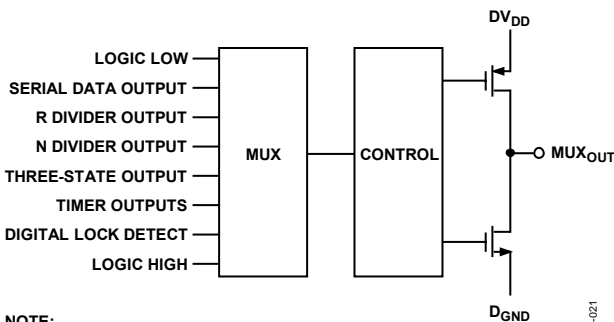 DVDD
LOGIC LOW
SERIAL DATA OUTPUT
R DIVIDER OUTPUT
N DIVIDER OUTPUT
THREE-STATE OUTPUT
TIMER OUTPUTS
DIGITAL LOCK DETECT
LOGIC HIGH
MUX
CONTROL
MUXOUT
DGND
NOTE:
-021